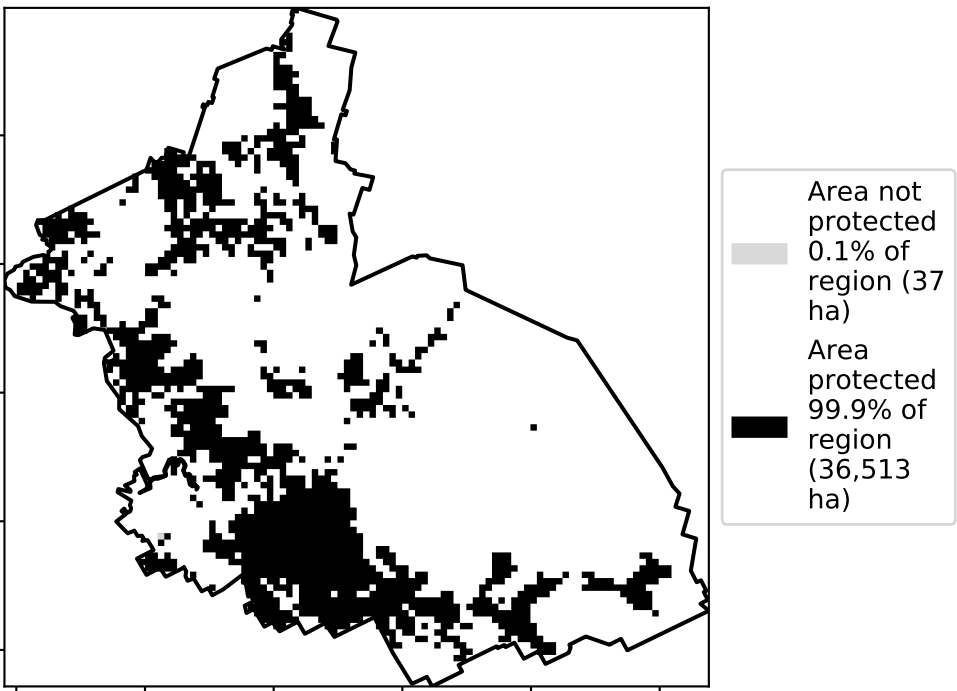 Area not
protected
0.1% of
region (37
ha)
Area
protected
99.9% of
region
(36,513
ha)